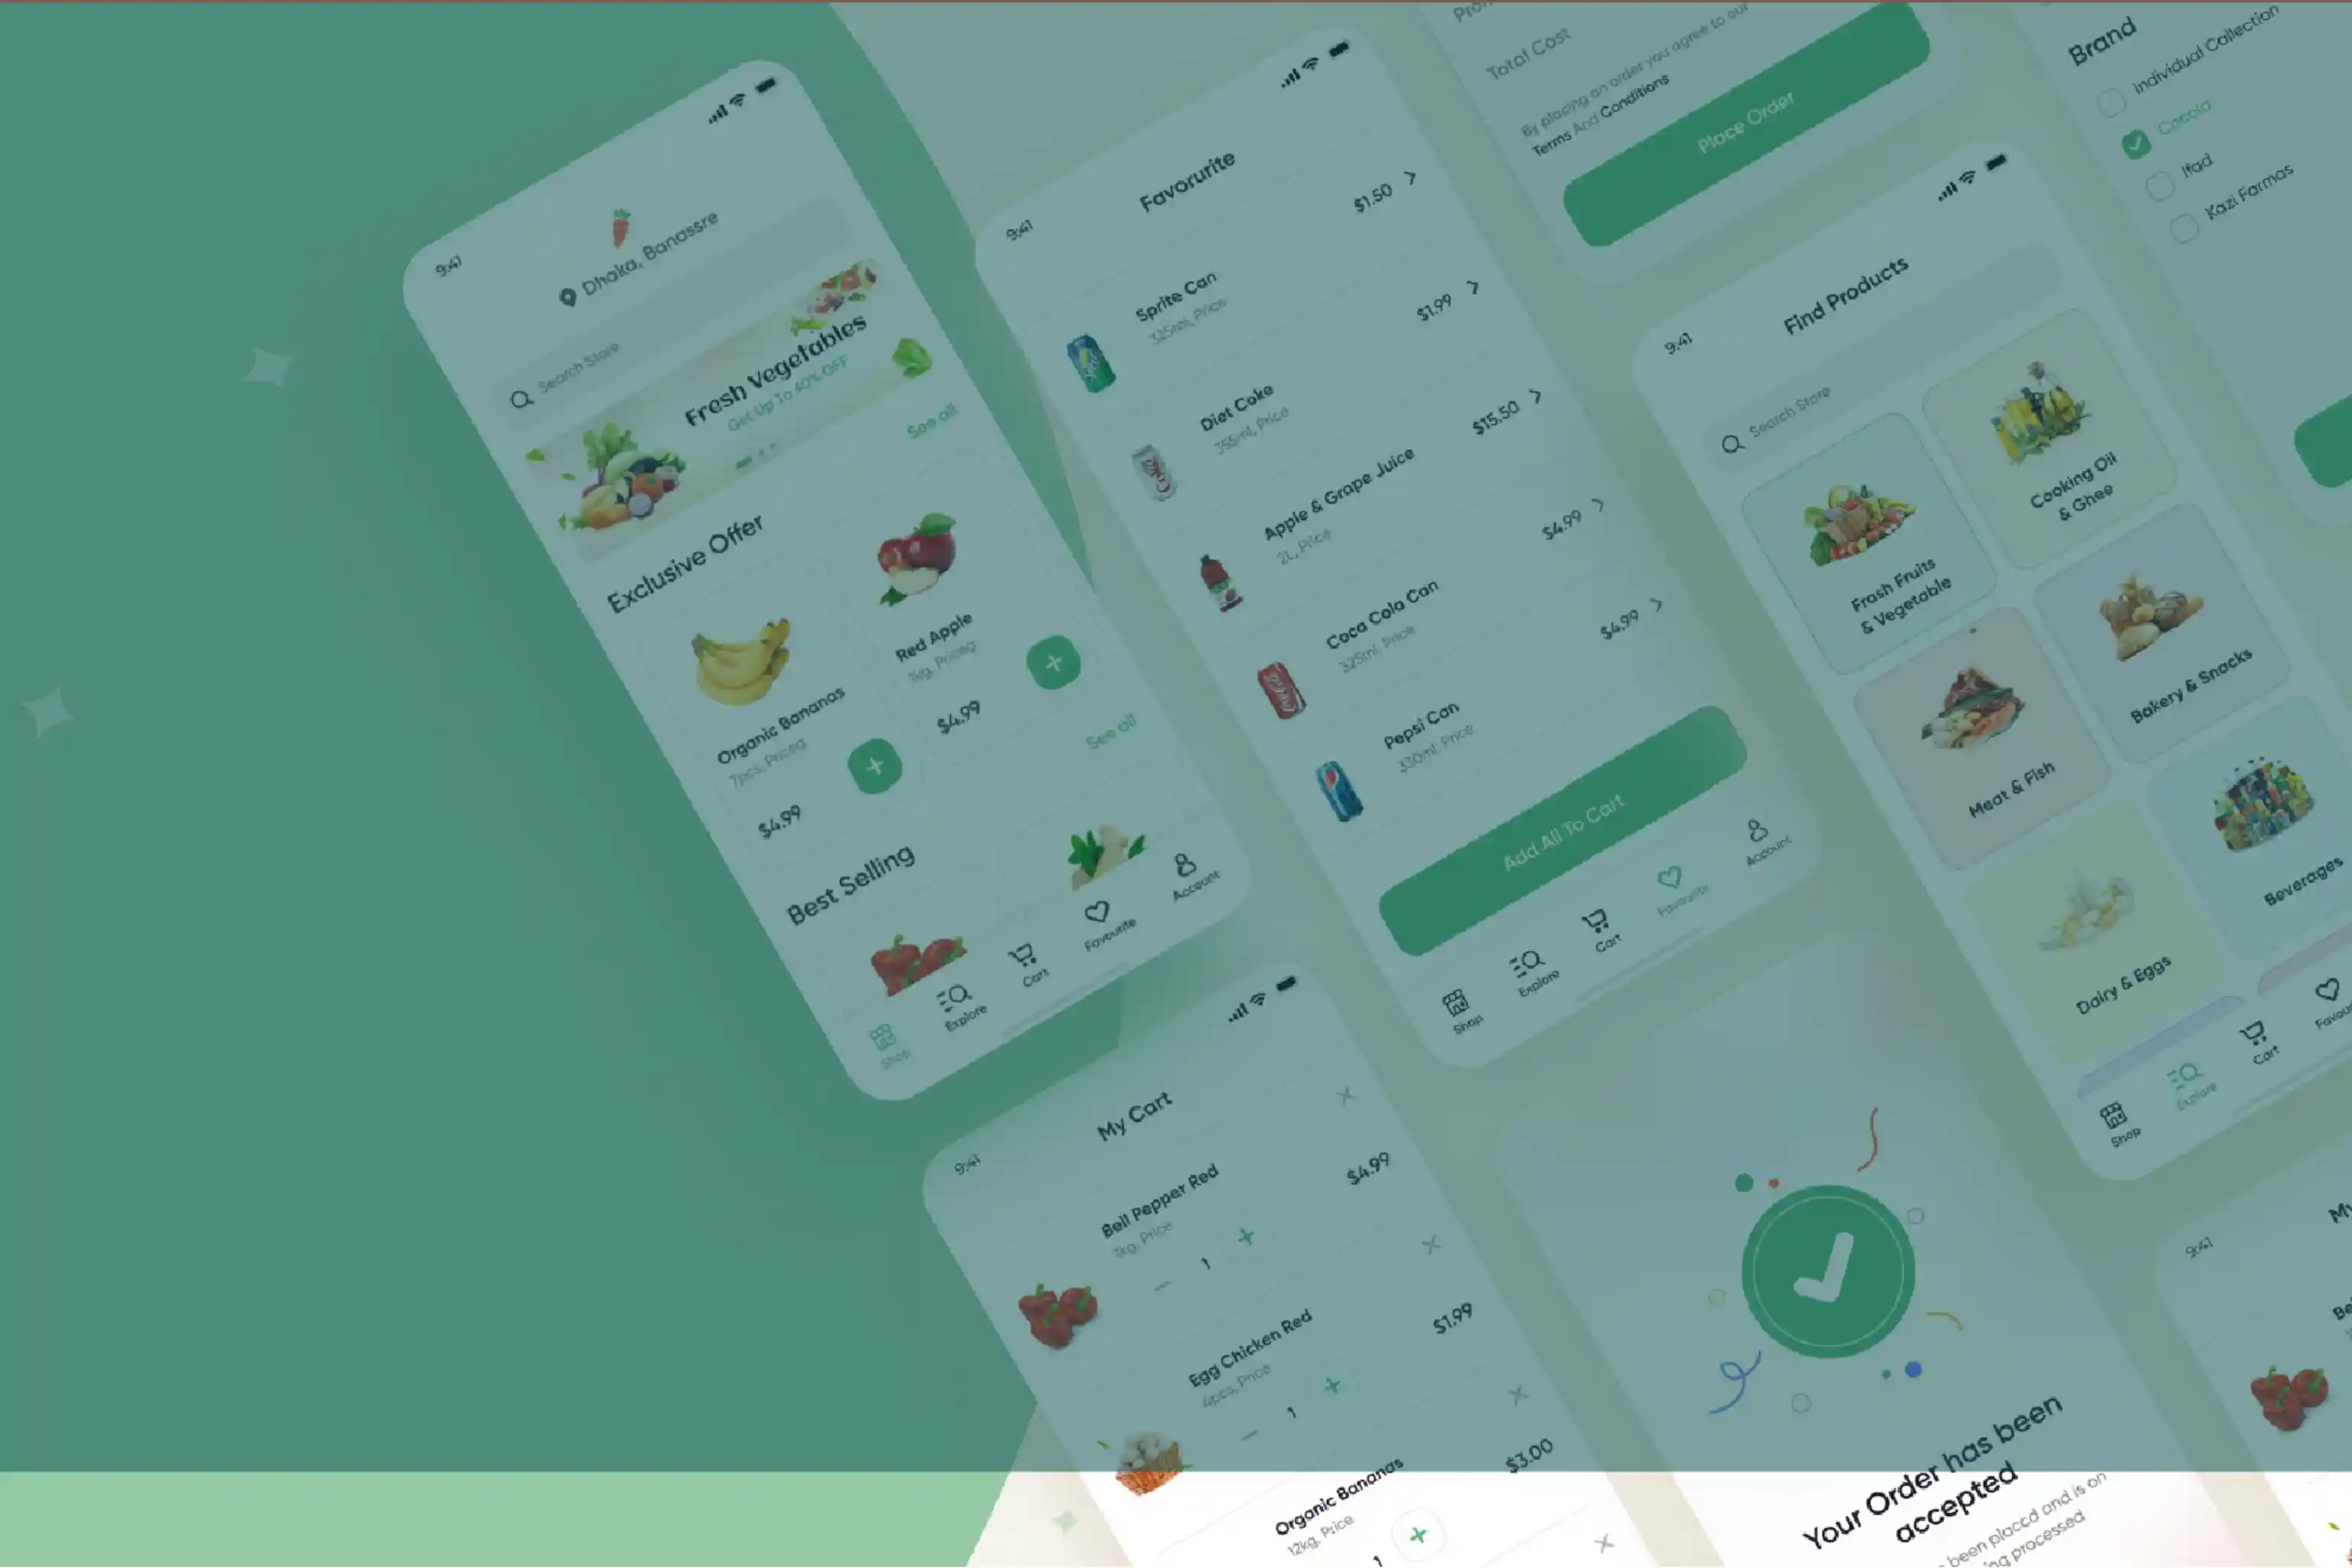 9:41
Dhaka, Banassre
Search Store
Fresh Vegetables
Get Up To 40% OFF
Exclusive Offer
See all
Organic Bananas
7pcs, Priceg
$4.99
Red Apple
1kg, Priceg
$4.99
Best Selling
See all
Shop
Explore
Cart
Favourite
Account
9:41
Favorurite
Sprite Can
325ml, Price
$1.50
Diet Coke
355ml, Price
$1.99
Apple & Grape Juice
2L, Price
$15.50
Coca Cola Can
325ml, Price
$4.99
Pepsi Can
330ml, Price
$4.99
Add All To Cart
Shop
Explore
Cart
Favourite
Account
Total Cost
By placing an order you agree to our
Terms And Conditions
Place Order
Brand
Individual Collection
Cocola
Ifad
Kazi Farmas
9:41
Find Products
Search Store
Frash Fruits
& Vegetable
Cooking Oil
& Ghee
Meat & Fish
Bakery & Snacks
Dairy & Eggs
Beverages
Shop
Explore
Cart
9:41
My Cart
Bell Pepper Red
1kg, Price
1
$4.99
Egg Chicken Red
4pcs, Price
1
$1.99
Organic Bananas
12kg, Price
1
$3.00
Your Order has been
accepted
been placcd and is on
processed
9:41